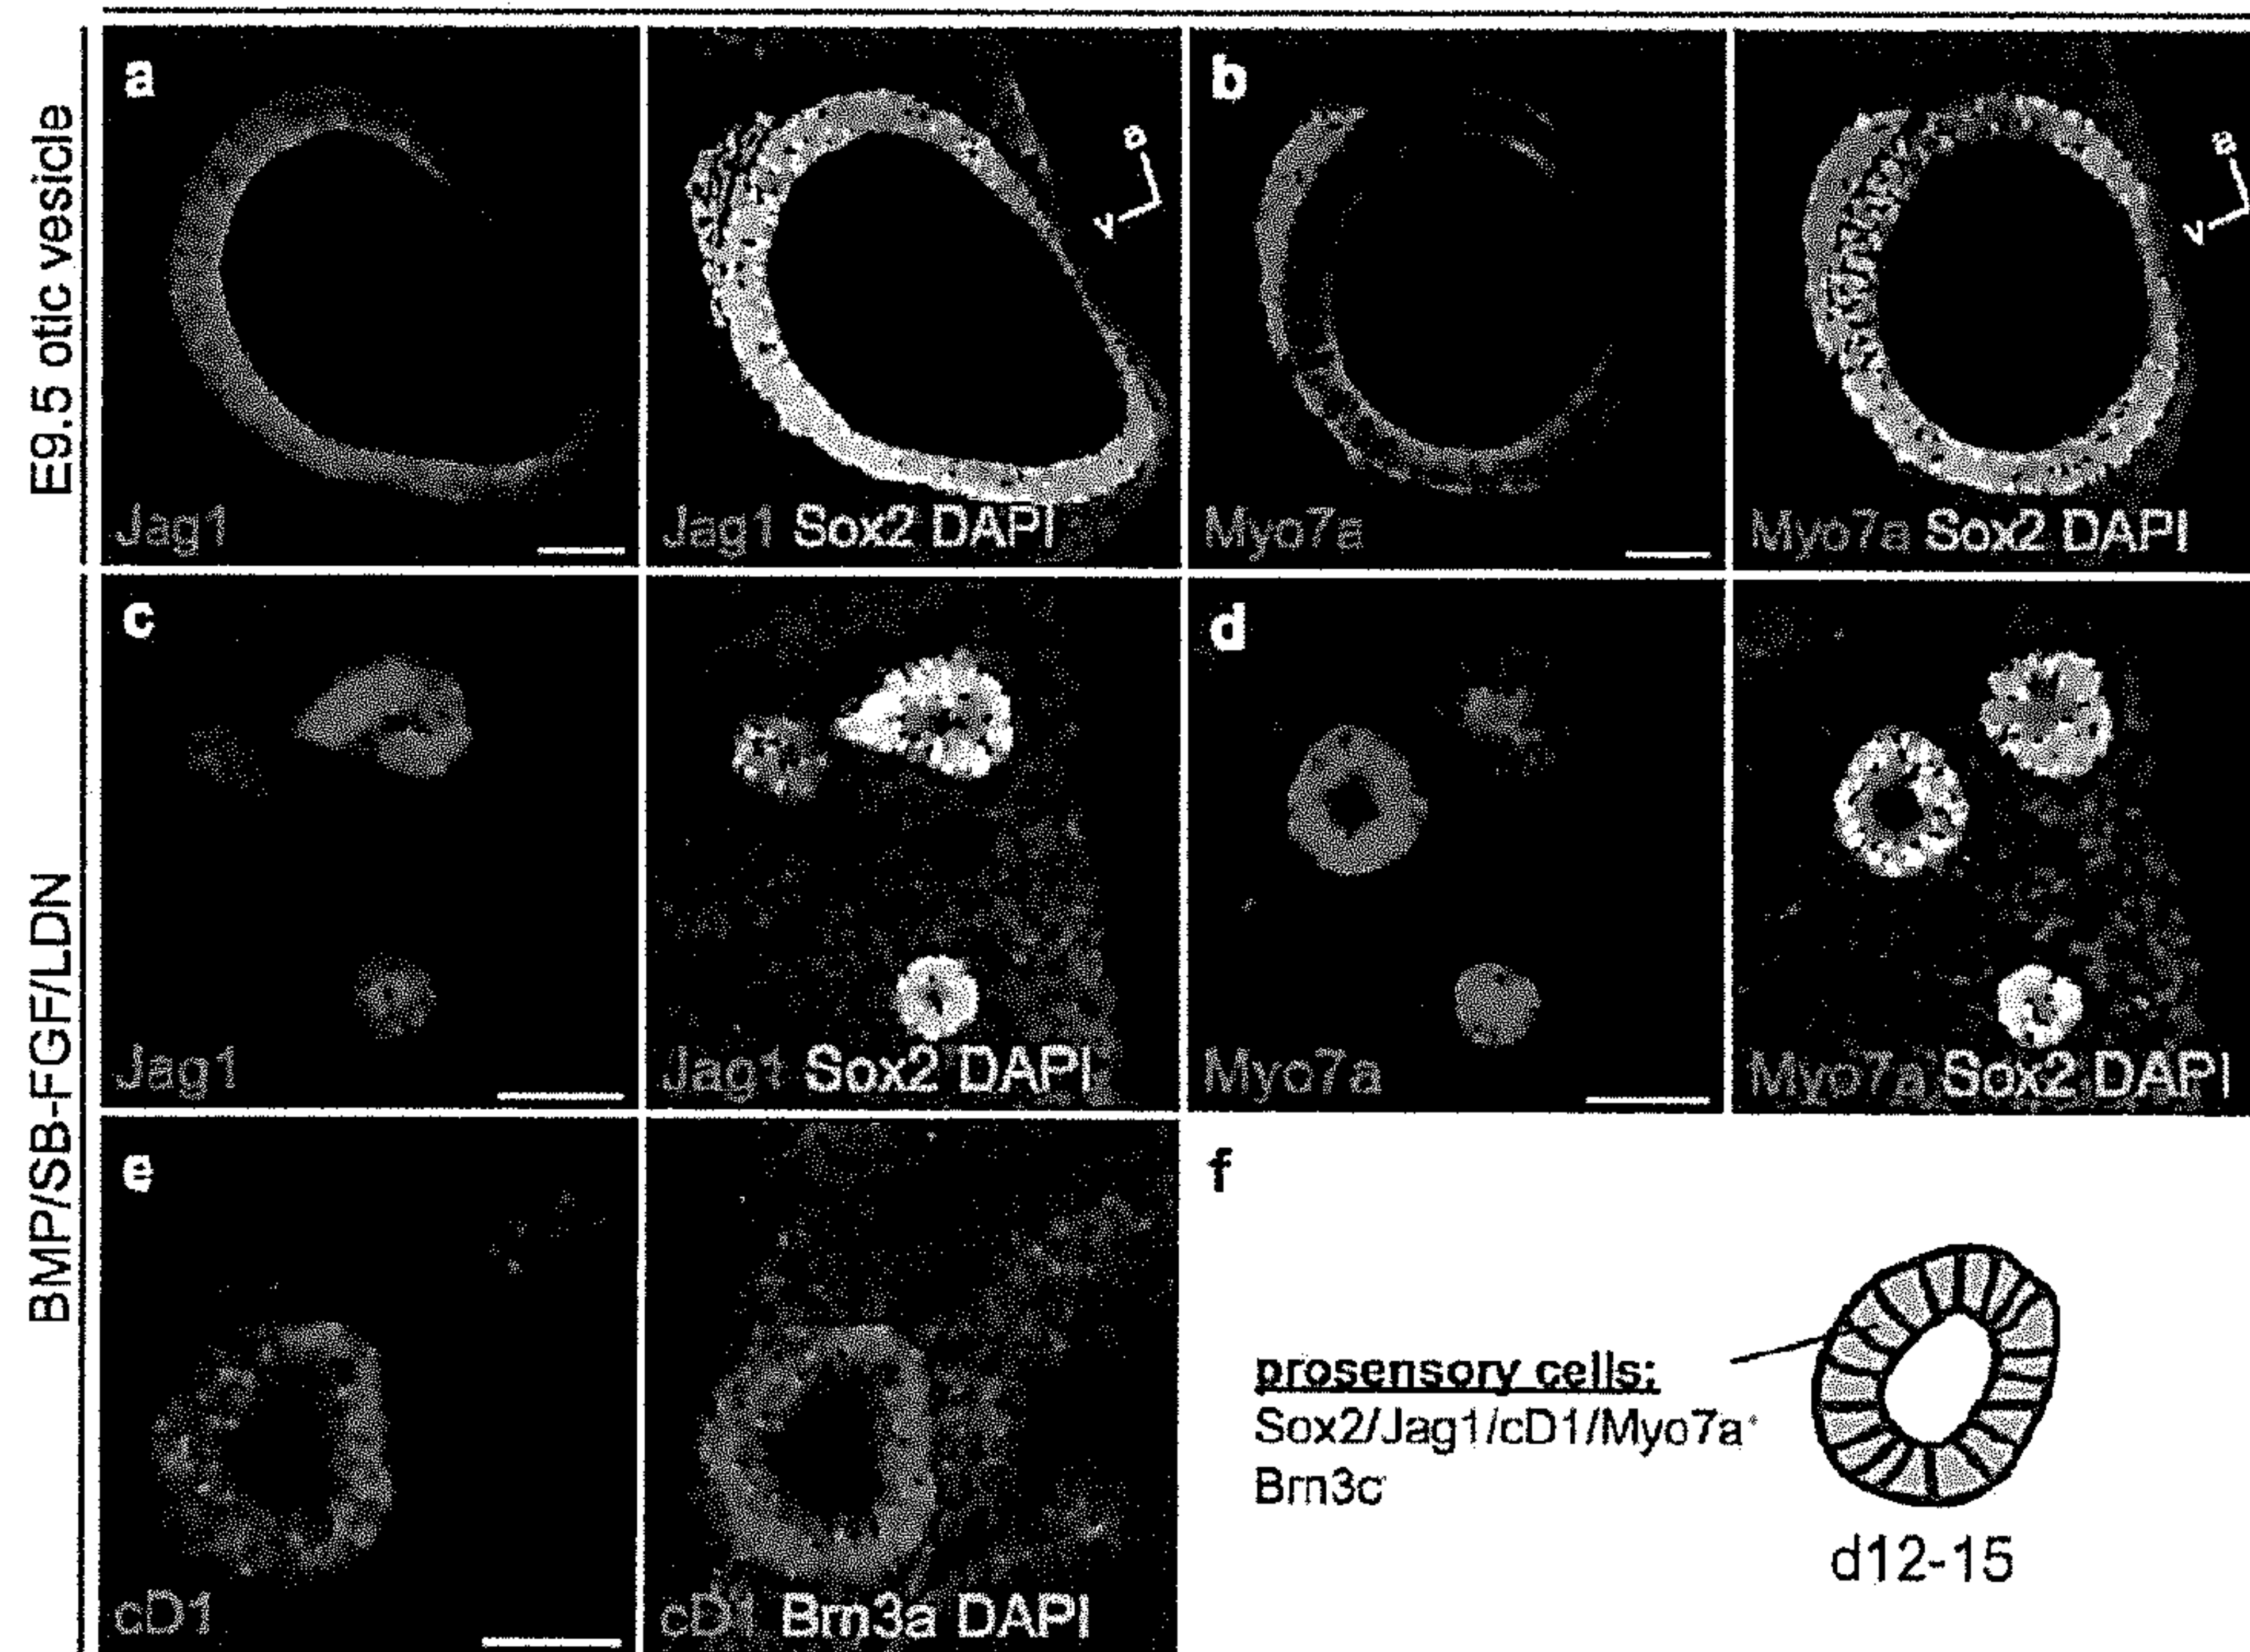 E9.5 otic vesicle
a
Jag1
a
v
Jag1 Sox2 DAPI
b
Myo7a
a
v
Myo7a Sox2 DAPI
BMP/SB-FGF/LDN
c
Jag1
Jag1 Sox2 DAPI
d
Myo7a
Myo7a Sox2 DAPI
e
cD1
cD1 Brn3a DAPI
f
prosensory cells:
Sox2/Jag1/cD1/Myo7a+
Brn3c-
d12-15